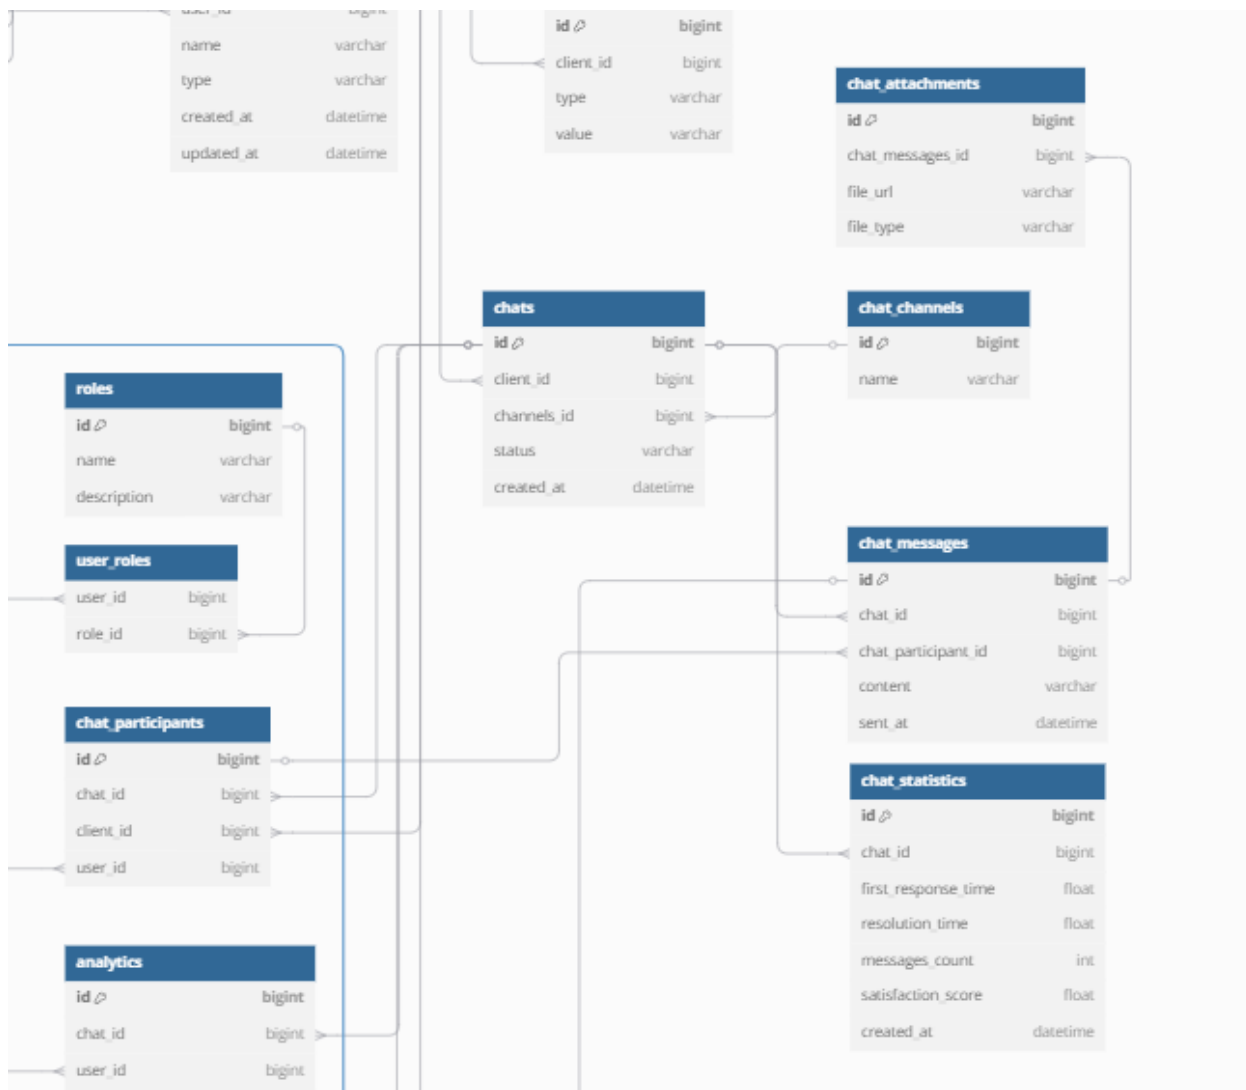 user_id bigint
name varchar
type varchar
created_at datetime
updated_at datetime
id bigint
client_id bigint
type varchar
value varchar
chat_attachments
id bigint
chat_messages_id bigint
file_url varchar
file_type varchar
chats
id bigint
client_id bigint
channels_id bigint
status varchar
created_at datetime
chat_channels
id bigint
name varchar
roles
id bigint
name varchar
description varchar
user_roles
user_id bigint
role_id bigint
chat_messages
id bigint
chat_id bigint
chat_participant_id bigint
content varchar
sent_at datetime
chat_participants
id bigint
chat_id bigint
client_id bigint
user_id bigint
chat_statistics
id bigint
chat_id bigint
first_response_time float
resolution_time float
messages_count int
satisfaction_score float
created_at datetime
analytics
id bigint
chat_id bigint
user_id bigint